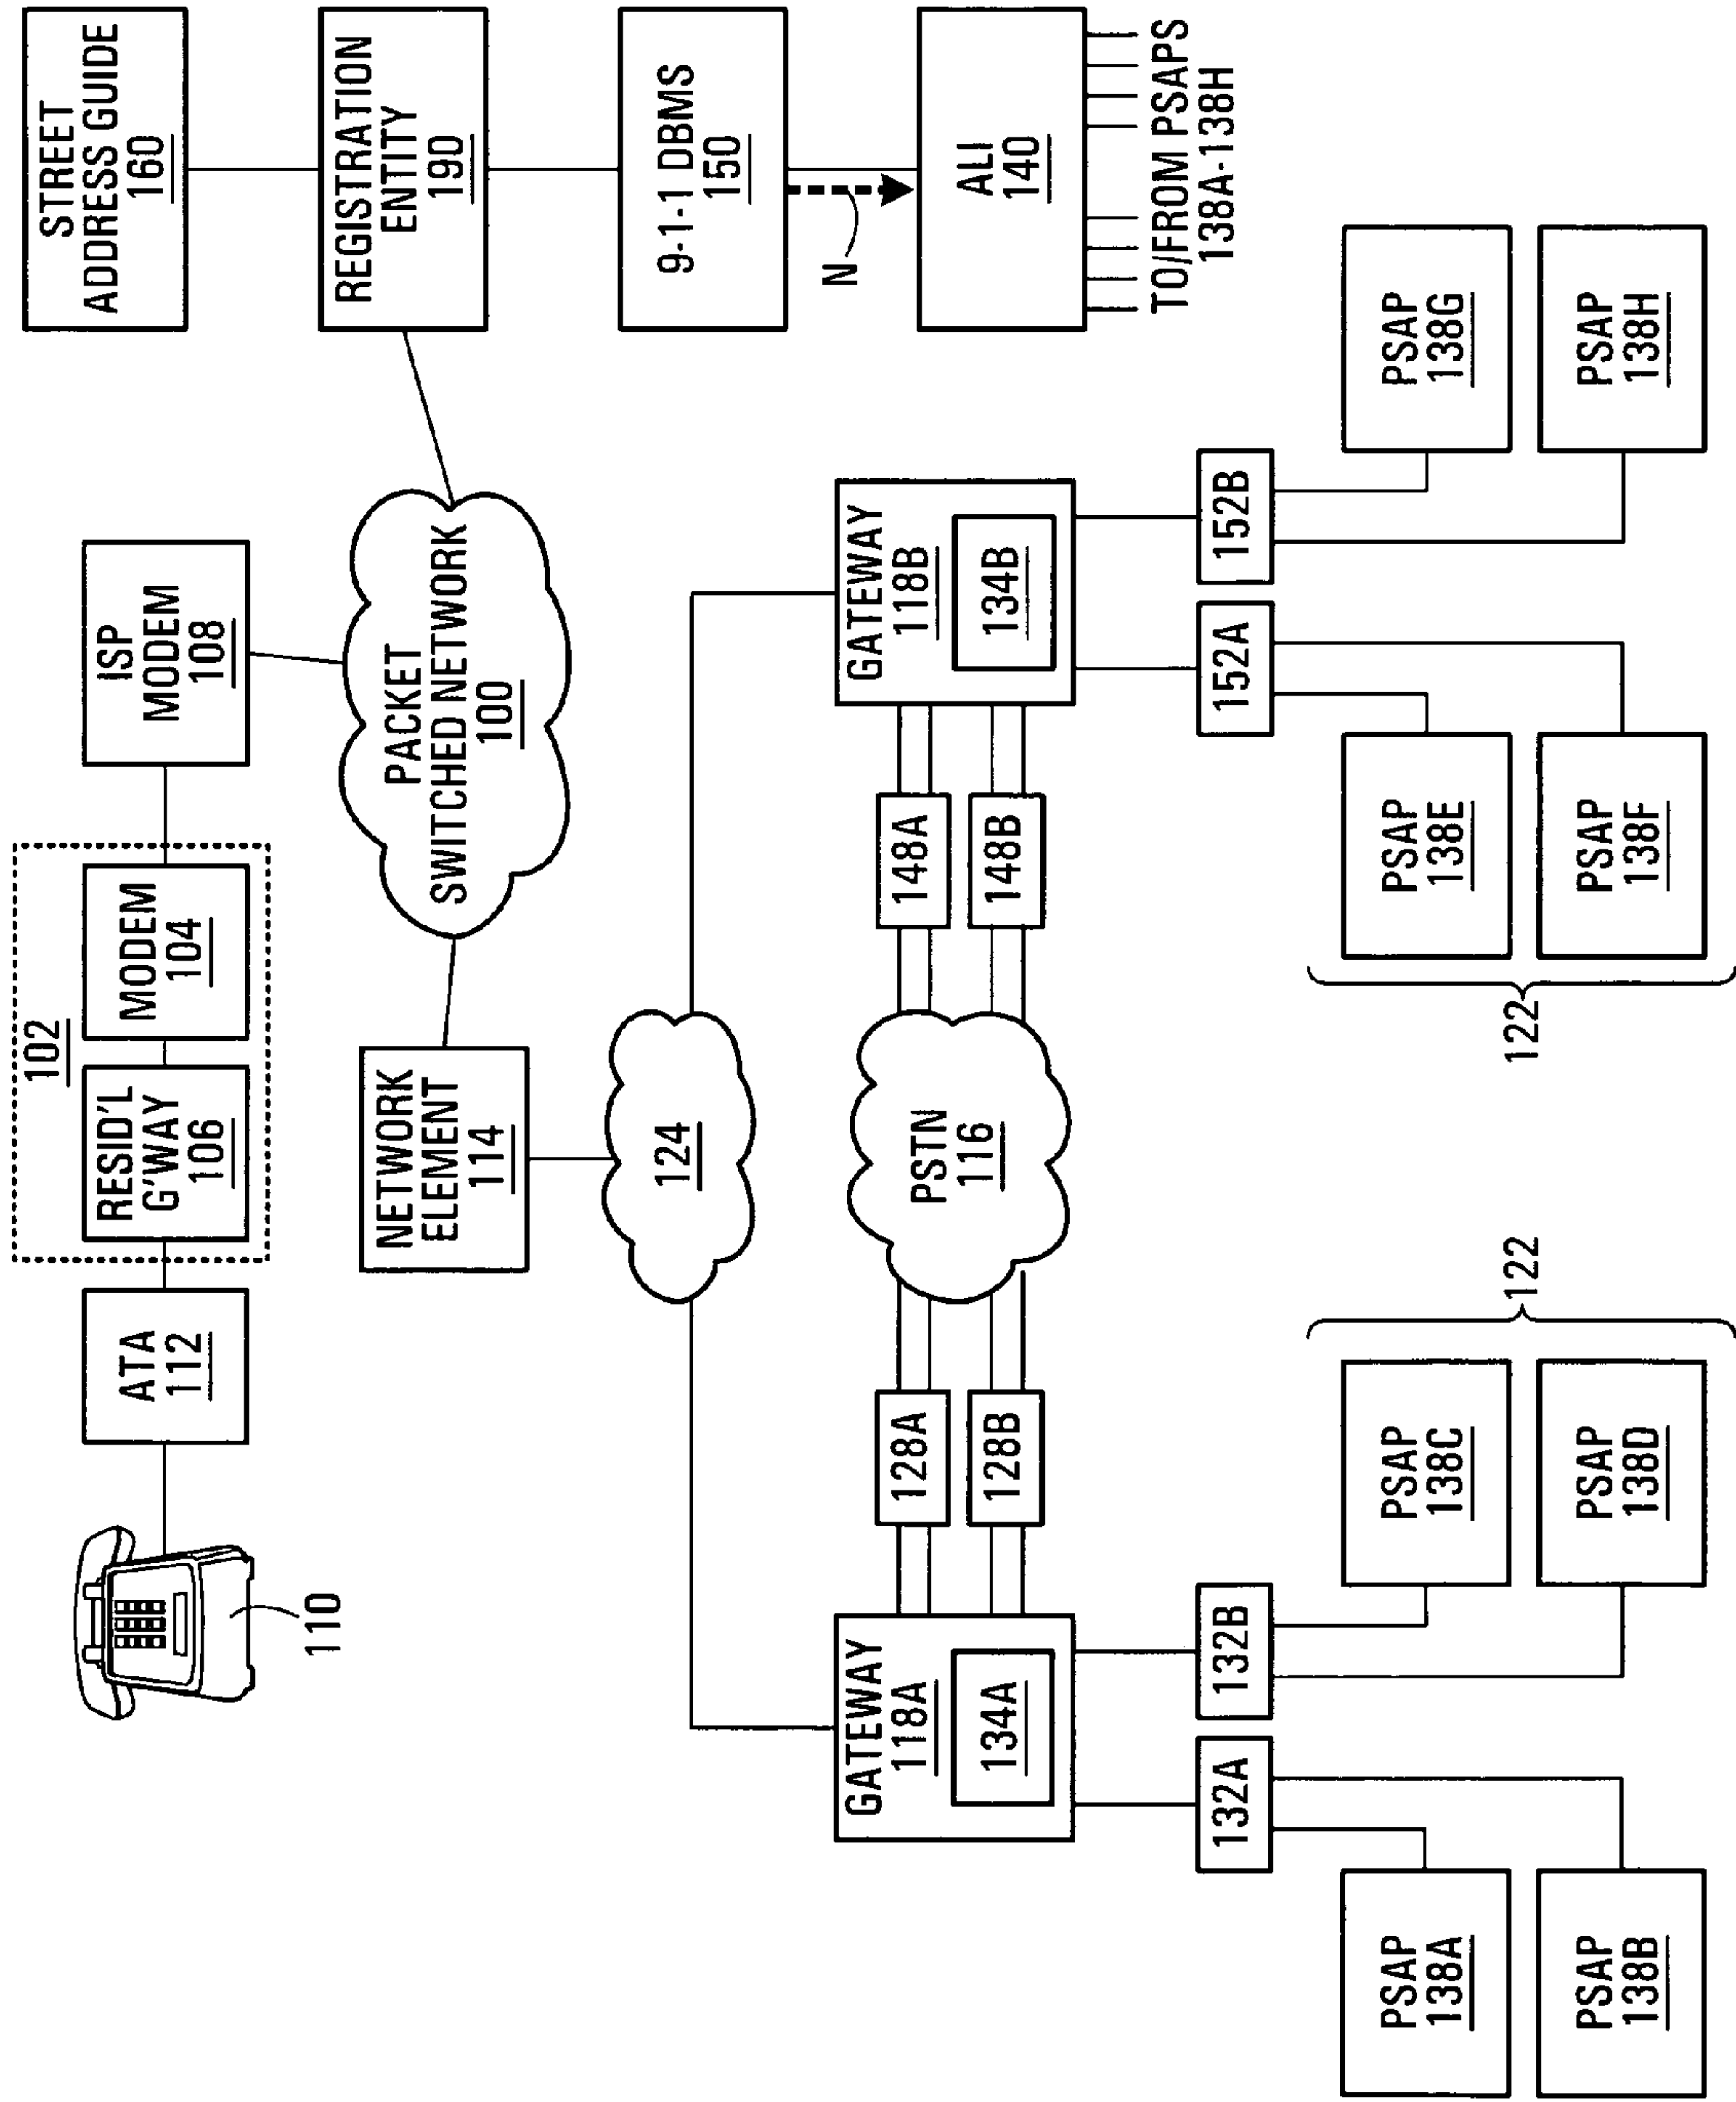 110
ATA
112
102
RESID'L
G'WAY
106
MODEM
104
ISP
MODEM
108
STREET
ADDRESS GUIDE
160
REGISTRATION
ENTITY
190
9-1-1 DBMS
150
N
ALI
140
TO/FROM PSAPS
138A-138H
PACKET
SWITCHED NETWORK
100
NETWORK
ELEMENT
114
124
GATEWAY
118A
134A
128A
128B
PSTN
116
148A
148B
GATEWAY
118B
134B
132A
132B
152A
152B
PSAP
138A
PSAP
138B
PSAP
138C
PSAP
138D
122
PSAP
138E
PSAP
138F
122
PSAP
138G
PSAP
138H